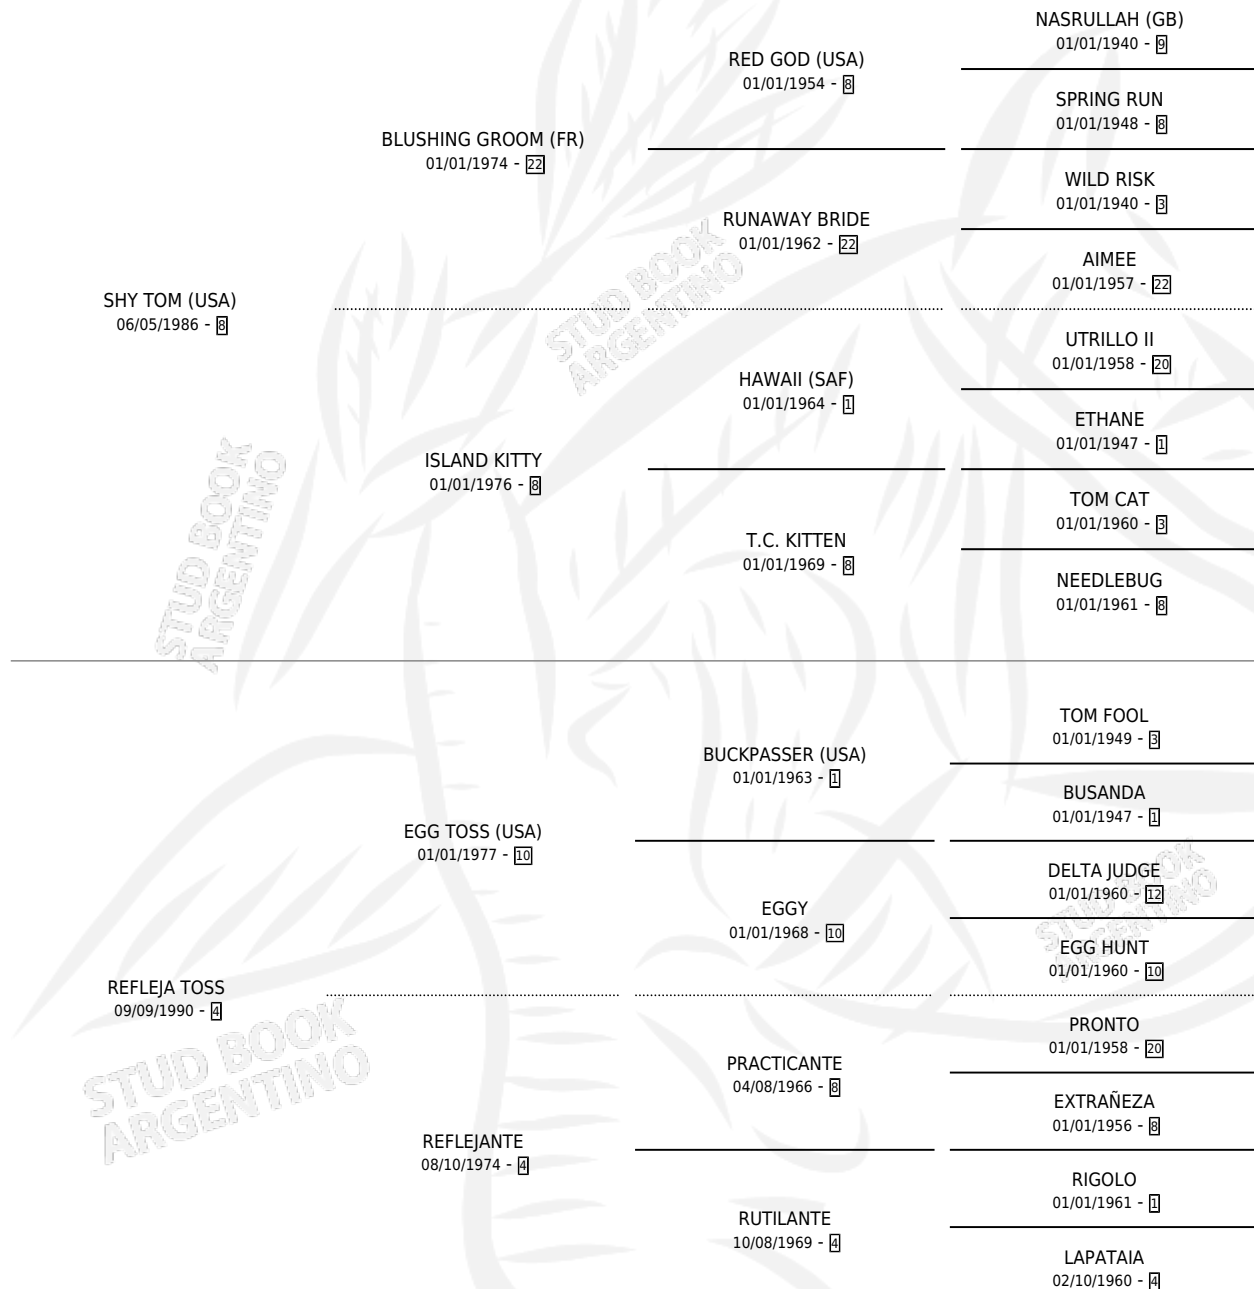 NASRULLAH (GB)
01/01/1940 - 9
RED GOD (USA)
01/01/1954 - 8
SPRING RUN
01/01/1948 - 8
BLUSHING GROOM (FR)
01/01/1974 - 22
WILD RISK
01/01/1940 - 3
RUNAWAY BRIDE
01/01/1962 - 22
AIMEE
01/01/1957 - 22
SHY TOM (USA)
06/05/1986 - 8
UTRILLO II
01/01/1958 - 20
HAWAII (SAF)
01/01/1964 - 1
ETHANE
01/01/1947 - 1
ISLAND KITTY
01/01/1976 - 8
TOM CAT
01/01/1960 - 3
T.C. KITTEN
01/01/1969 - 8
NEEDLEBUG
01/01/1961 - 8
TOM FOOL
01/01/1949 - 3
BUCKPASSER (USA)
01/01/1963 - 1
BUSANDA
01/01/1947 - 1
EGG TOSS (USA)
01/01/1977 - 10
DELTA JUDGE
01/01/1960 - 12
EGGY
01/01/1968 - 10
EGG HUNT
01/01/1960 - 10
REFLEJA TOSS
09/09/1990 - 4
PRONTO
01/01/1958 - 20
PRACTICANTE
04/08/1966 - 8
EXTRAÑEZA
01/01/1956 - 8
REFLEJANTE
08/10/1974 - 4
RIGOLO
01/01/1961 - 1
RUTILANTE
10/08/1969 - 4
LAPATAIA
02/10/1960 - 4
STUD BOOK
ARGENTINO
STUD BOOK
ARGENTINO
STUD BOOK
ARGENTINO
STUD BOOK
ARGENTINO